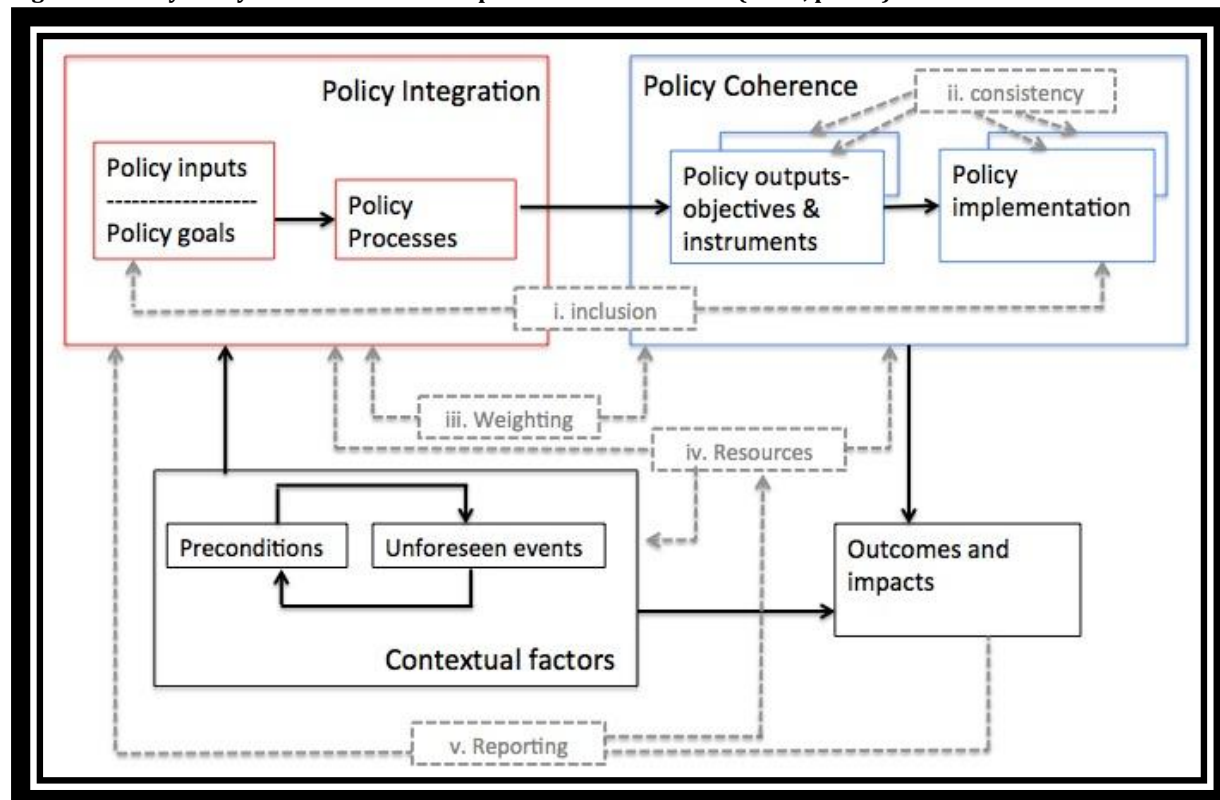 Policy Integration
Policy inputs
Policy goals
Policy
Processes
Policy Coherence
ii. consistency
Policy outputs-
objectives &
instruments
Policy
implementation
i. inclusion
iii. Weighting
iv. Resources
Preconditions
Unforeseen events
Contextual factors
Outcomes and
impacts
v. Reporting